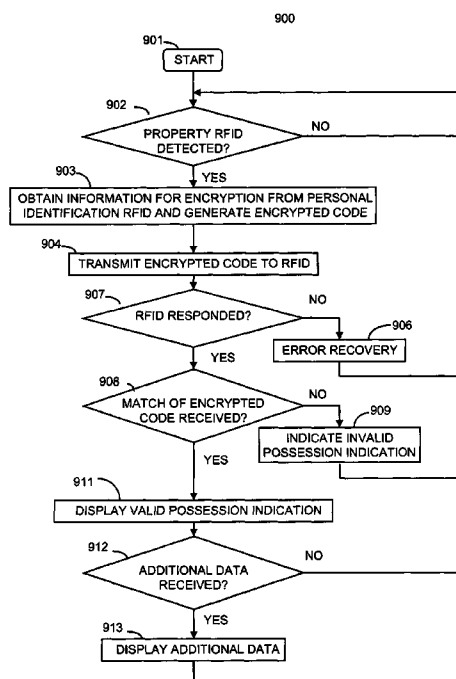 900
901
START
902
PROPERTY RFID
DETECTED?
NO
YES
903
OBTAIN INFORMATION FOR ENCRYPTION FROM PERSONAL
IDENTIFICATION RFID AND GENERATE ENCRYPTED CODE
904
TRANSMIT ENCRYPTED CODE TO RFID
907
RFID RESPONDED?
NO
906
ERROR RECOVERY
YES
908
MATCH OF ENCRYPTED
CODE RECEIVED?
NO
909
INDICATE INVALID
POSSESSION INDICATION
YES
911
DISPLAY VALID POSSESSION INDICATION
912
ADDITIONAL DATA
RECEIVED?
NO
YES
913
DISPLAY ADDITIONAL DATA